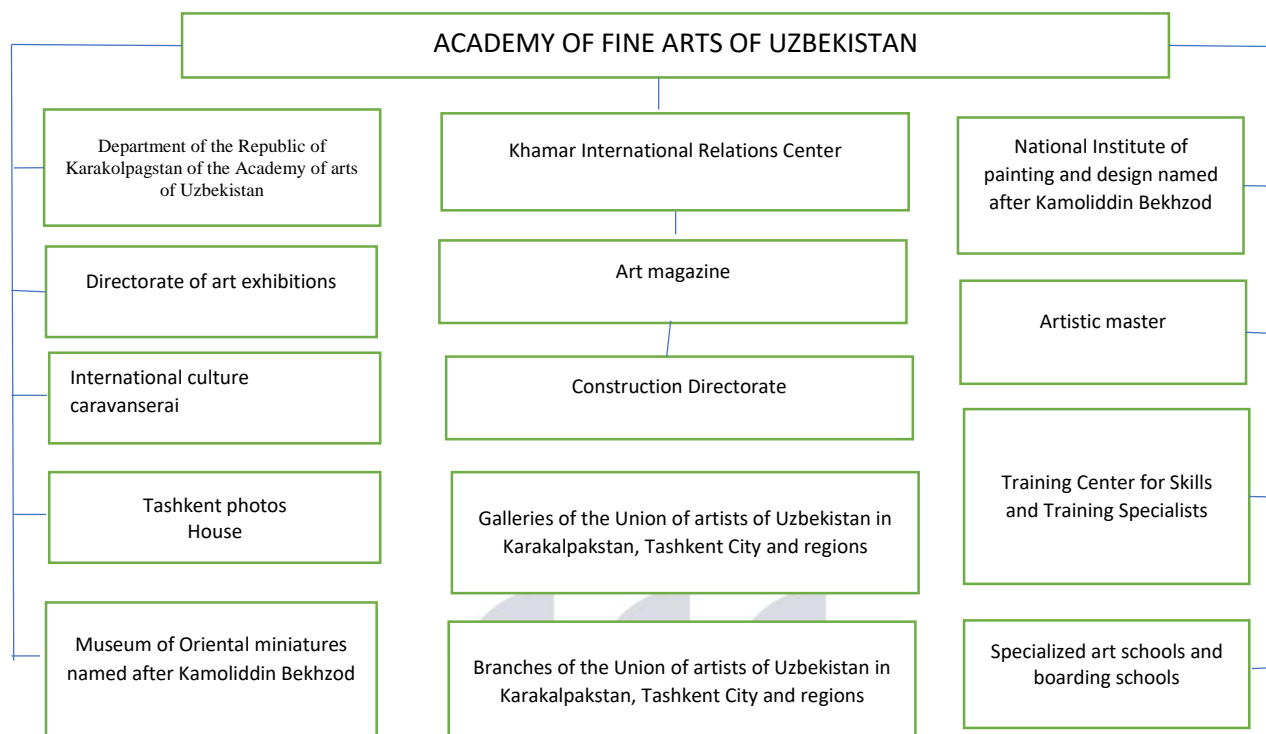 ACADEMY OF FINE ARTS OF UZBEKISTAN
Department of the Republic of
Karakolpagstan of the Academy of arts
of Uzbekistan
Directorate of art exhibitions
International culture
caravanserai
Tashkent photos
House
Museum of Oriental miniatures
named after Kamoliddin Bekhzod
Khamar International Relations Center
Art magazine
Construction Directorate
Galleries of the Union of artists of Uzbekistan in
Karakalpakstan, Tashkent City and regions
Branches of the Union of artists of Uzbekistan in
Karakalpakstan, Tashkent City and regions
National Institute of
painting and design named
after Kamoliddin Bekhzod
Artistic master
Training Center for Skills
and Training Specialists
Specialized art schools and
boarding schools